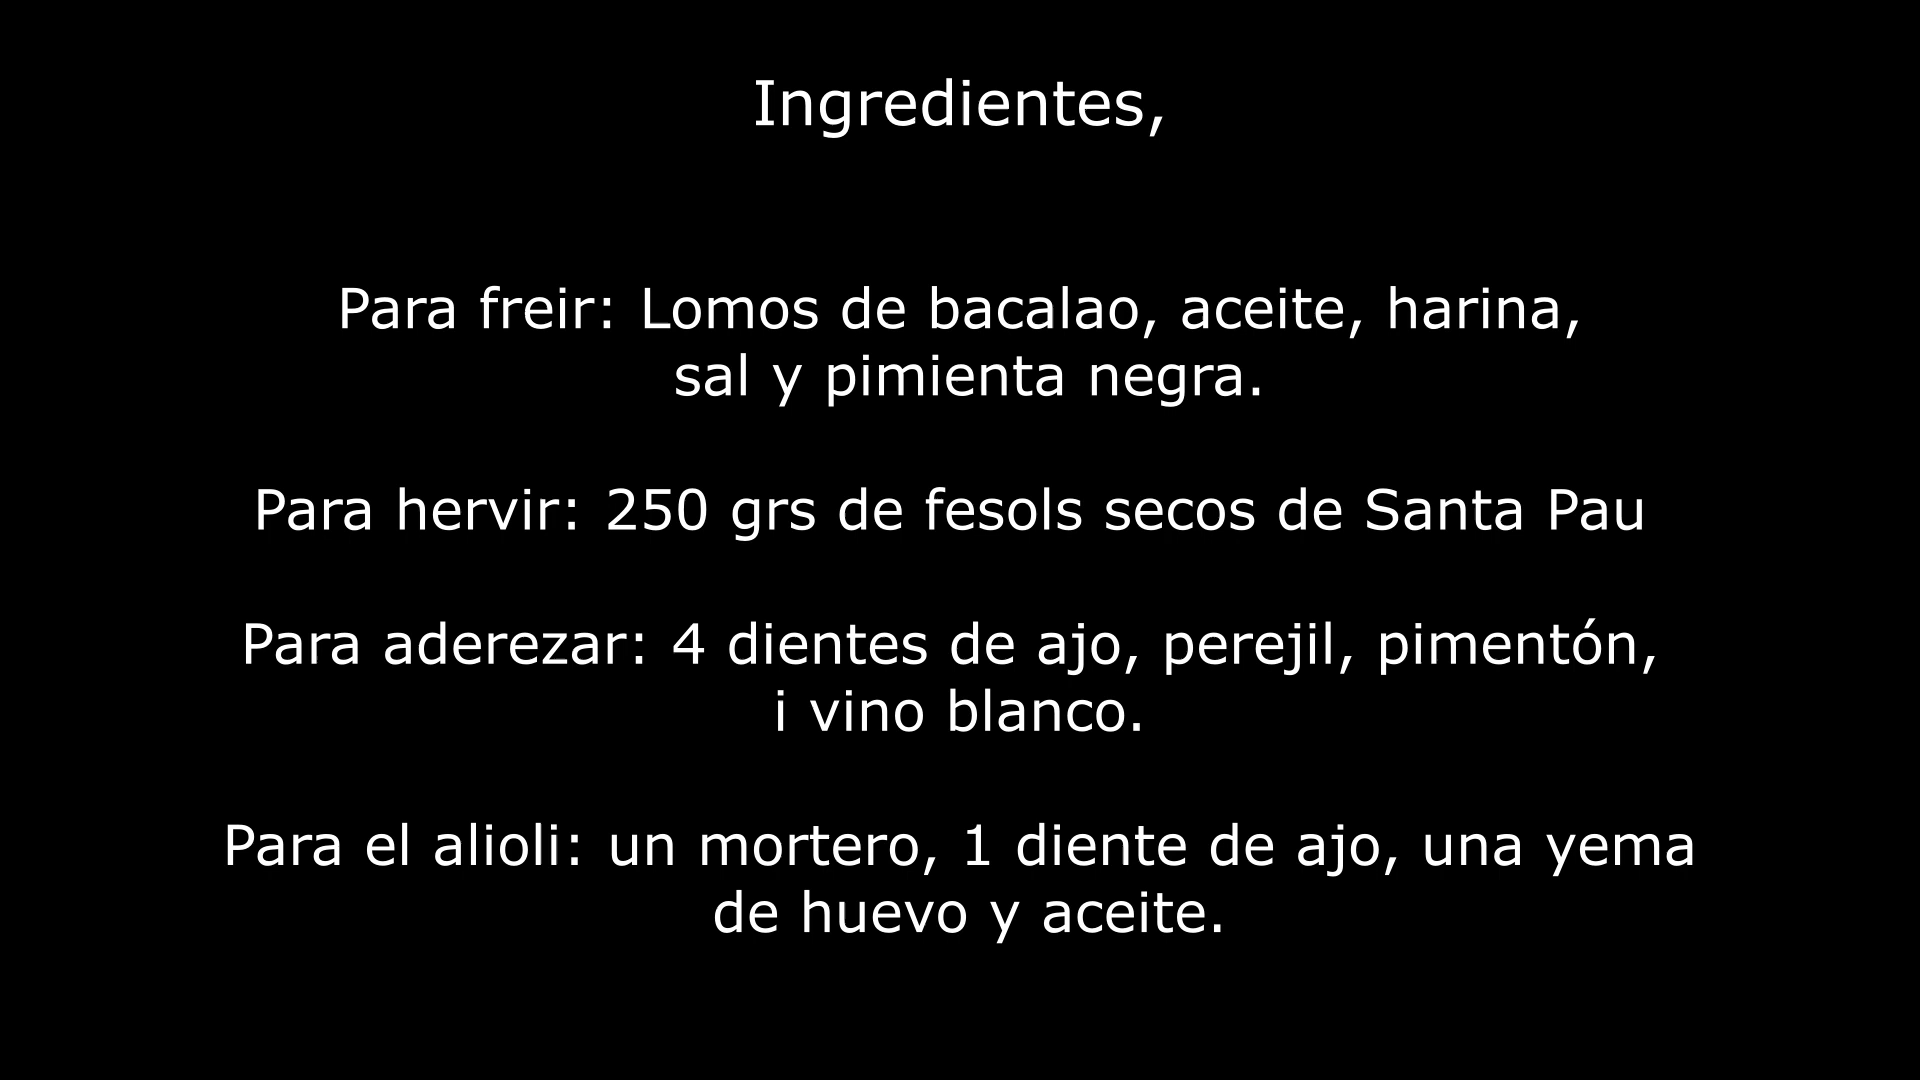 Ingredientes,
Para freir: Lomos de bacalao, aceite, harina,
sal y pimienta negra.
Para hervir: 250 grs de fesols secos de Santa Pau
Para aderezar: 4 dientes de ajo, perejil, pimentón,
i vino blanco.
Para el alioli: un mortero, 1 diente de ajo, una yema
de huevo y aceite.